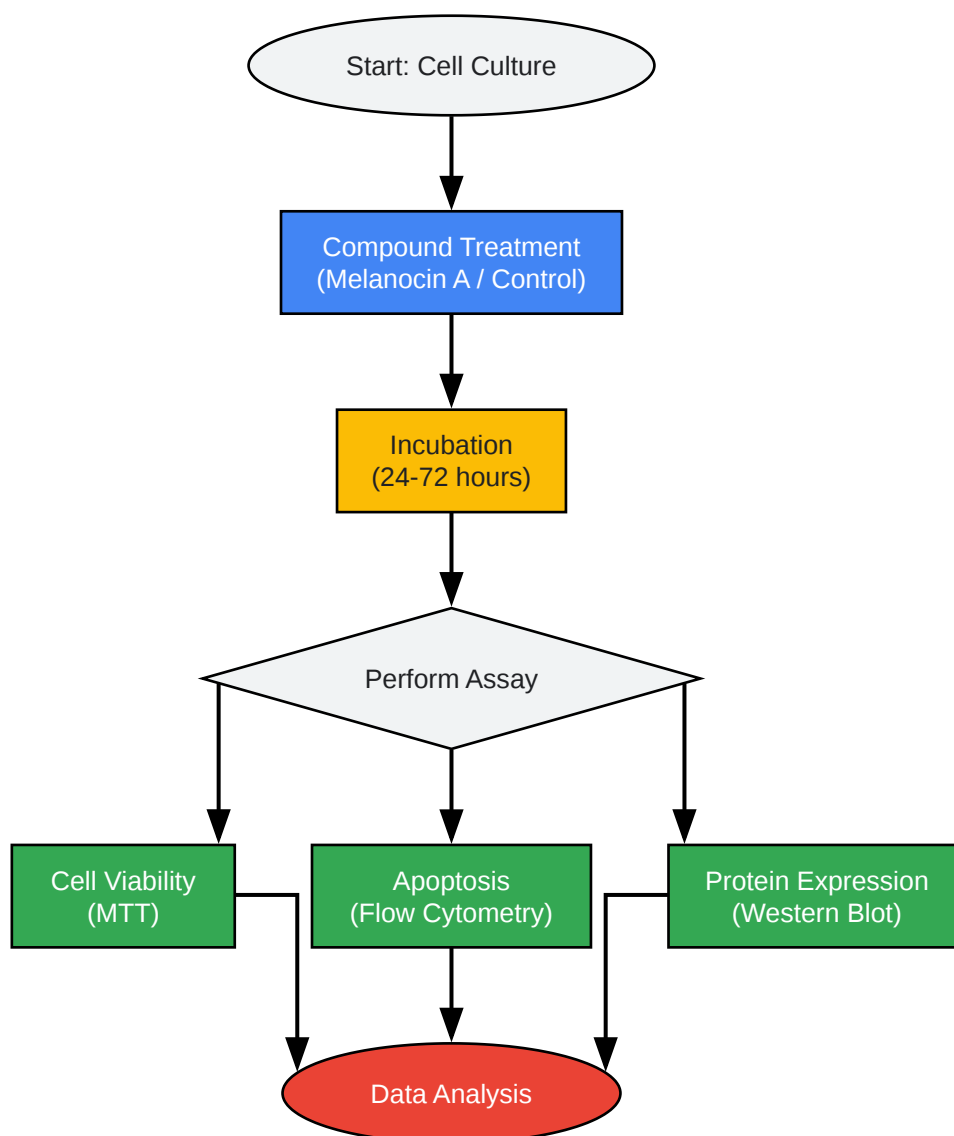 Start: Cell Culture
Compound Treatment
(Melanocin A / Control)
Incubation
(24-72 hours)
Perform Assay
Cell Viability
(MTT)
Apoptosis
(Flow Cytometry)
Protein Expression
(Western Blot)
Data Analysis